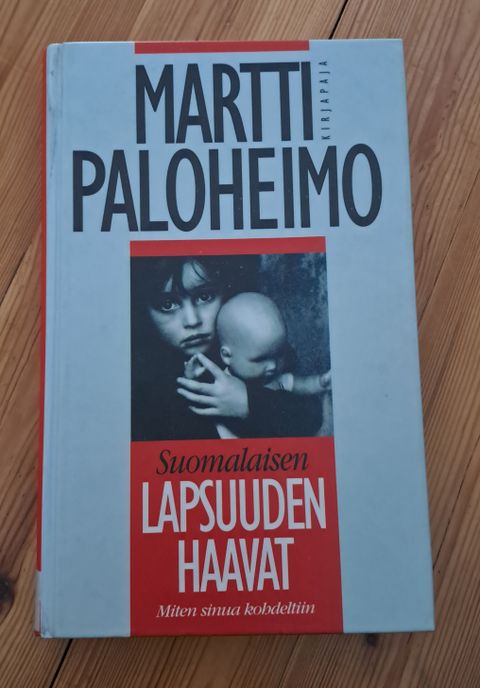 MARTTI
KIRJAPAJA
PALOHEIMO
Suomalaisen
LAPSUUDEN
HAAVAT
Miten sinua kohdeltiin